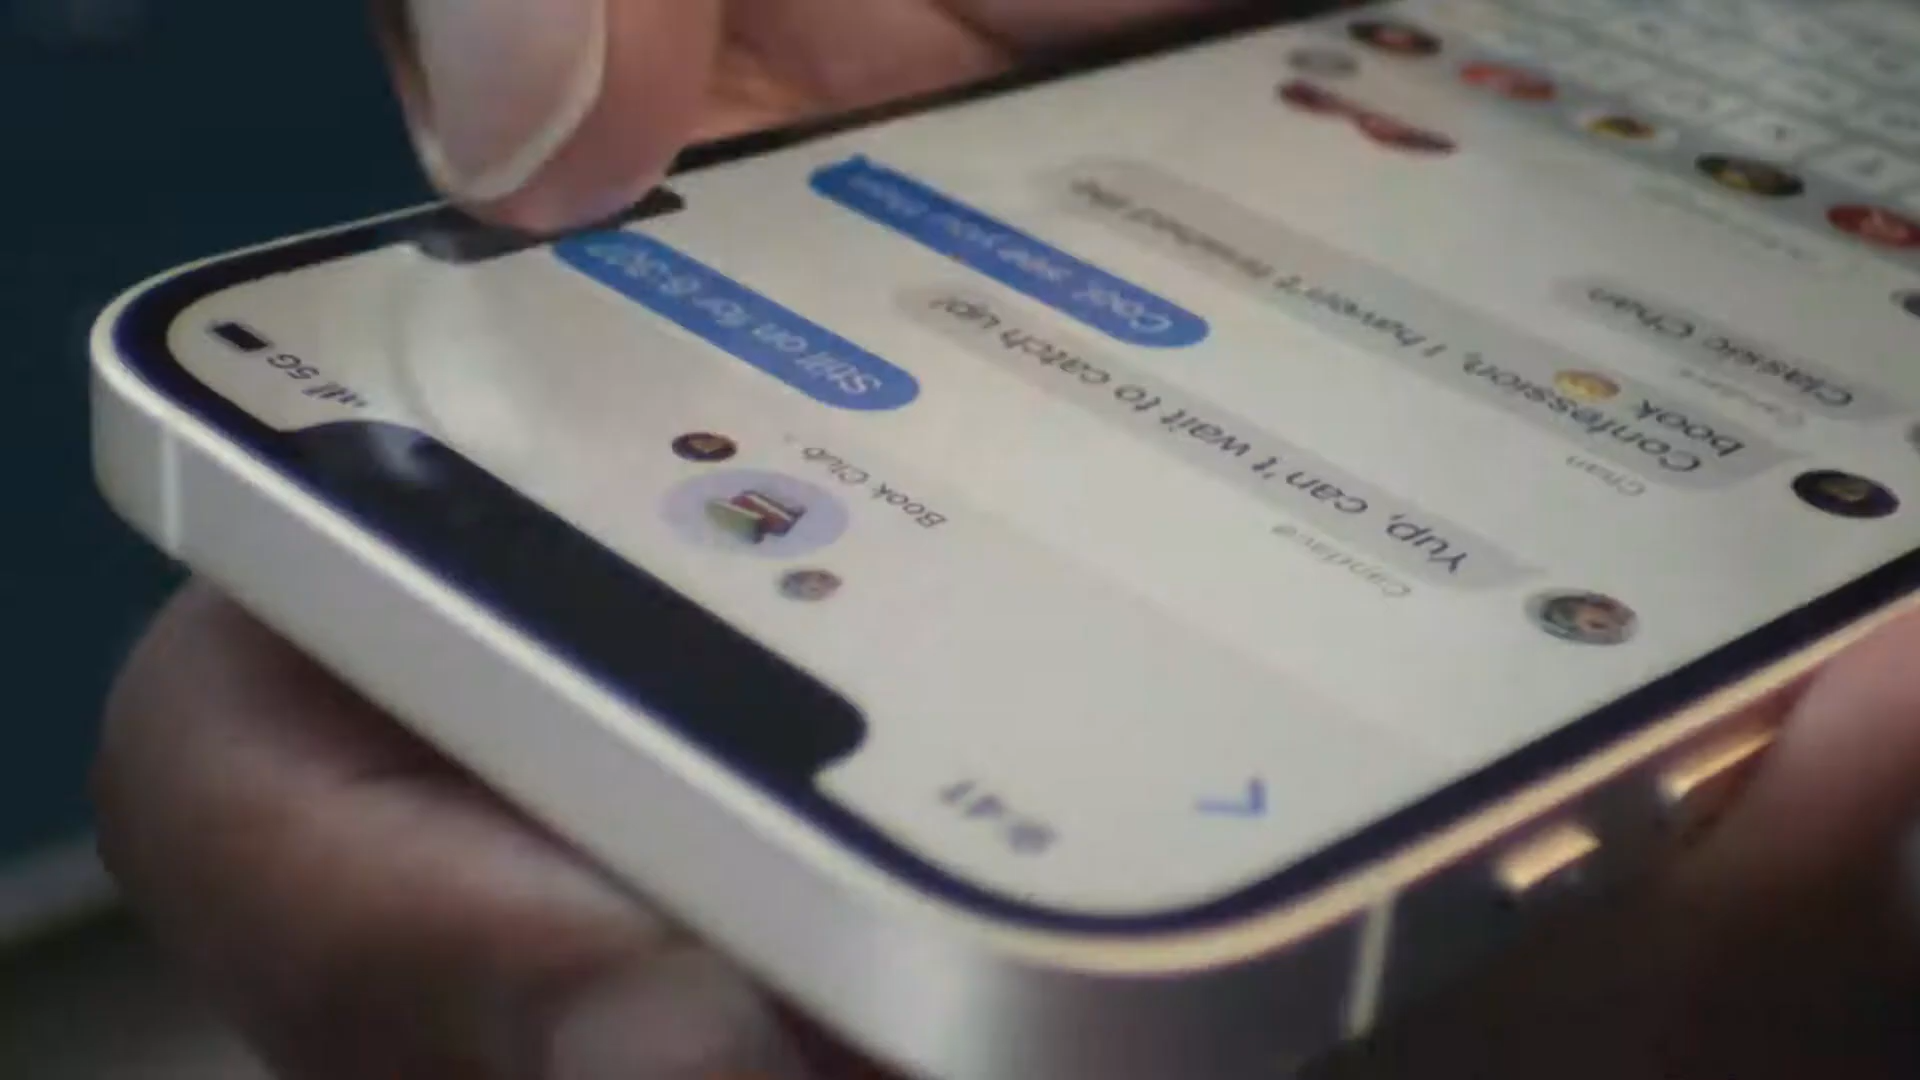 9:41
5G
Book Club
Still on for 6:30?
Candace
Yup, can't wait to catch up!
Cool, see you then
Chan
Confession, I haven't finished the
book 😬
Candace
Classic Chan